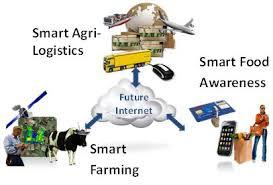 Smart Agri-
Logistics
Smart Food
Awareness
Future
Internet
Smart
Farming